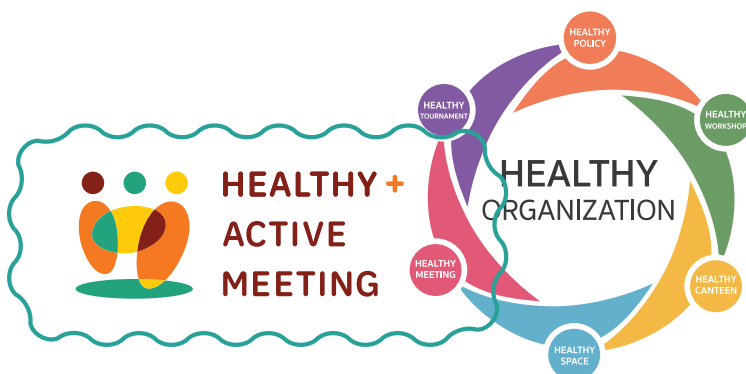 HEALTHY +
ACTIVE
MEETING
HEALTHY
ORGANIZATION
HEALTHY
POLICY
HEALTHY
WORKSHOP
HEALTHY
CANTEEN
HEALTHY
SPACE
HEALTHY
MEETING
HEALTHY
TOURNAMENT